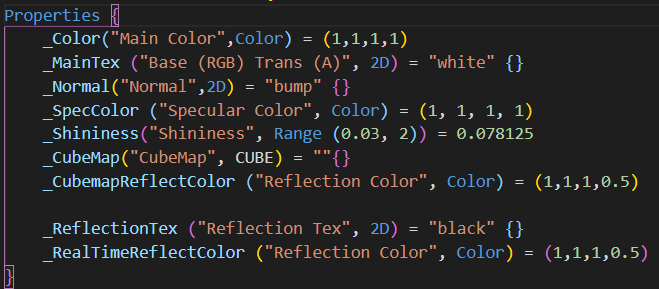 Properties {
_Color("Main Color",Color) = (1,1,1,1)
_MainTex ("Base (RGB) Trans (A)", 2D) = "white" {}
_Normal("Normal",2D) = "bump" {}
_SpecColor ("Specular Color", Color) = (1, 1, 1, 1)
_Shininess("Shininess", Range (0.03, 2)) = 0.078125
_CubeMap("CubeMap", CUBE) = ""{}
_CubemapReflectColor ("Reflection Color", Color) = (1,1,1,0.5)
_ReflectionTex ("Reflection Tex", 2D) = "black" {}
_RealTimeReflectColor ("Reflection Color", Color) = (1,1,1,0.5)
}